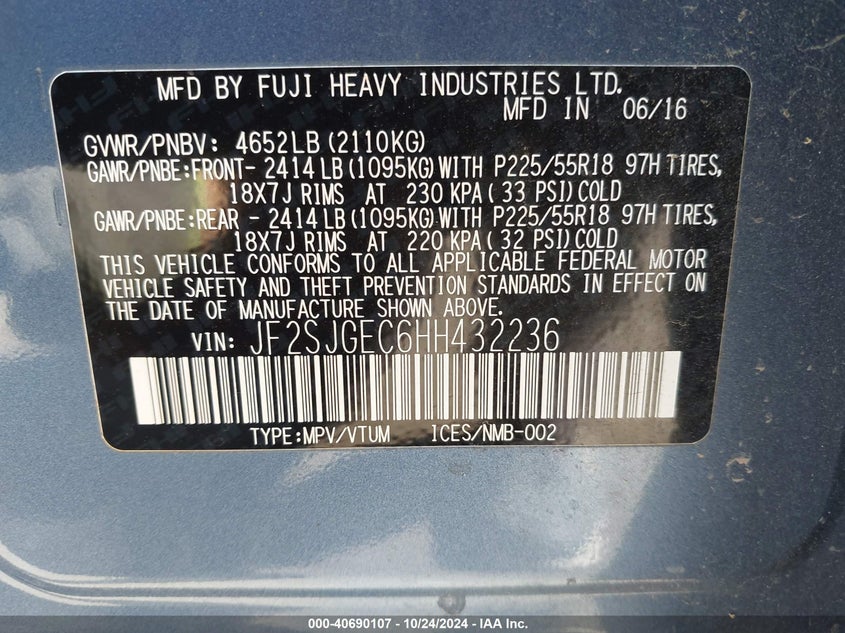 MFD BY FUJI HEAVY INDUSTRIES LTD.
MFD IN 06/16
GVWR/PNBV: 4652LB (2110KG)
GAWR/PNBE:FRONT- 2414LB (1095KG) WITH P225/55R18 97H TIRES,
18X7J RIMS AT 230 KPA ( 33 PSI) COLD
GAWR/PNBE:REAR - 2414LB (1095KG) WITH P225/55R18 97H TIRES,
18X7J RIMS AT 220 KPA ( 32 PSI) COLD
THIS VEHICLE CONFORMS TO ALL APPLICABLE FEDERAL MOTOR
VEHICLE SAFETY AND THEFT PREVENTION STANDARDS IN EFFECT ON
THE DATE OF MANUFACTURE SHOWN ABOVE.
VIN: JF2SJGEC6HH432236
TYPE:MPV/VTUM ICES/NMB-002
000-40690107 - 10/24/2024 - IAA Inc.